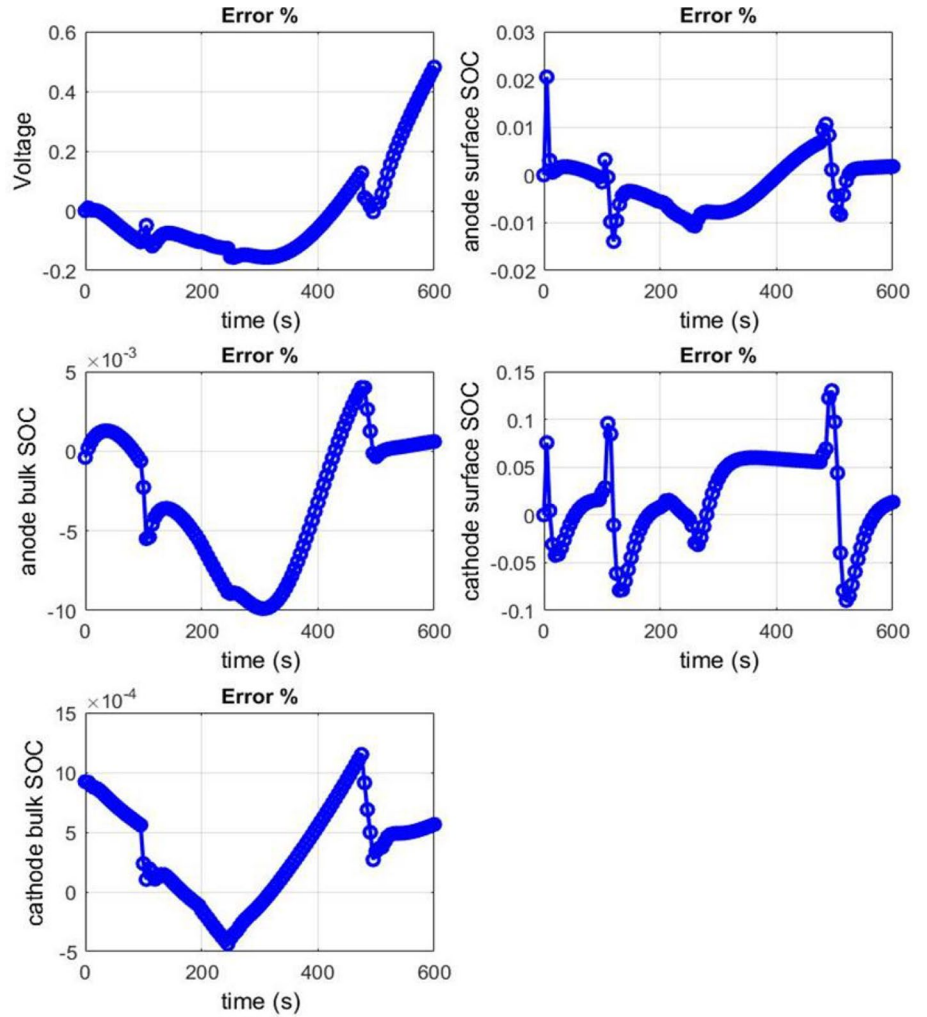 Error %
Voltage
0.6
0.4
0.2
0
-0.2
0 200 400 600
time (s)
Error %
anode surface SOC
0.03
0.02
0.01
0
-0.01
-0.02
0 200 400 600
time (s)
Error %
×10⁻³
anode bulk SOC
5
0
-5
-10
0 200 400 600
time (s)
Error %
cathode surface SOC
0.15
0.1
0.05
0
-0.05
-0.1
0 200 400 600
time (s)
Error %
×10⁻⁴
cathode bulk SOC
15
10
5
0
-5
0 200 400 600
time (s)